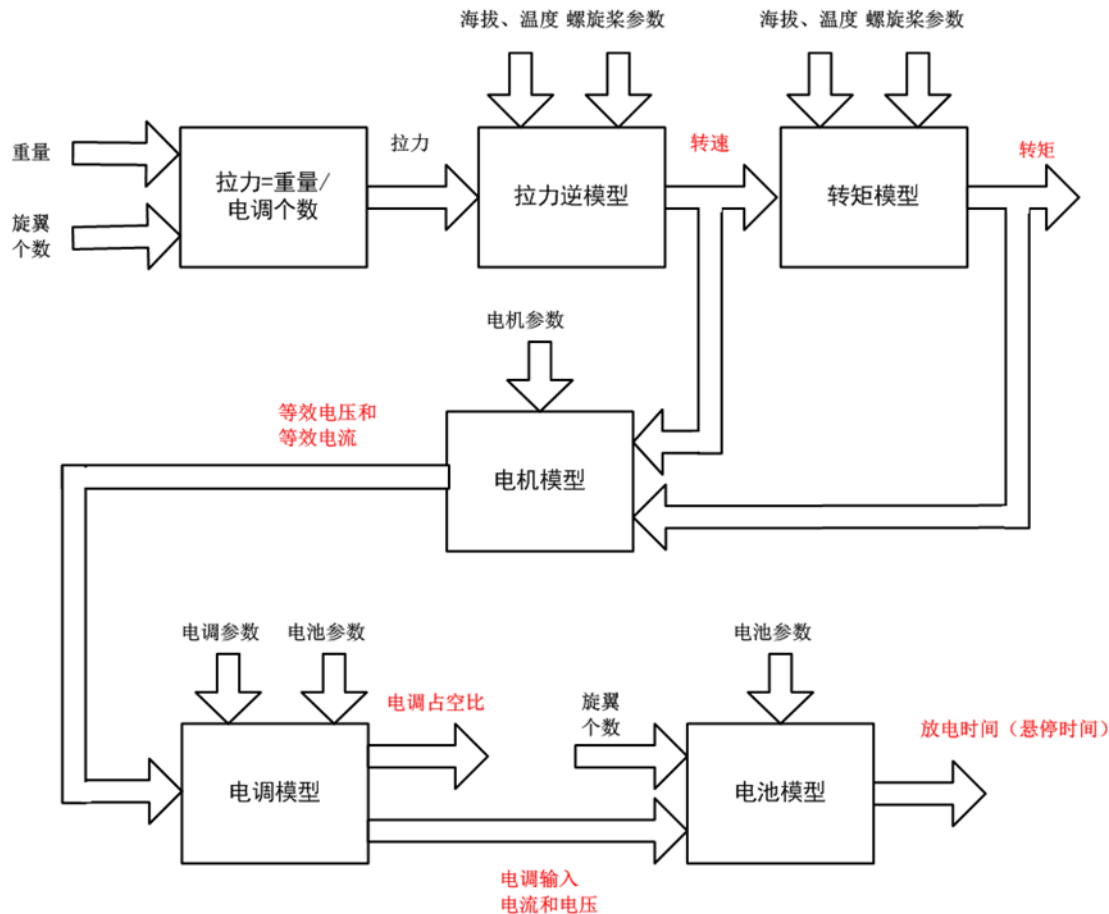 海拔、温度 螺旋桨参数
海拔、温度 螺旋桨参数
重量
旋翼
个数
拉力=重量/
电调个数
拉力
拉力逆模型
转速
转矩模型
转矩
电机参数
等效电压和
等效电流
电机模型
电调参数
电池参数
电池参数
电调占空比
旋翼
个数
放电时间（悬停时间）
电调模型
电池模型
电调输入
电流和电压